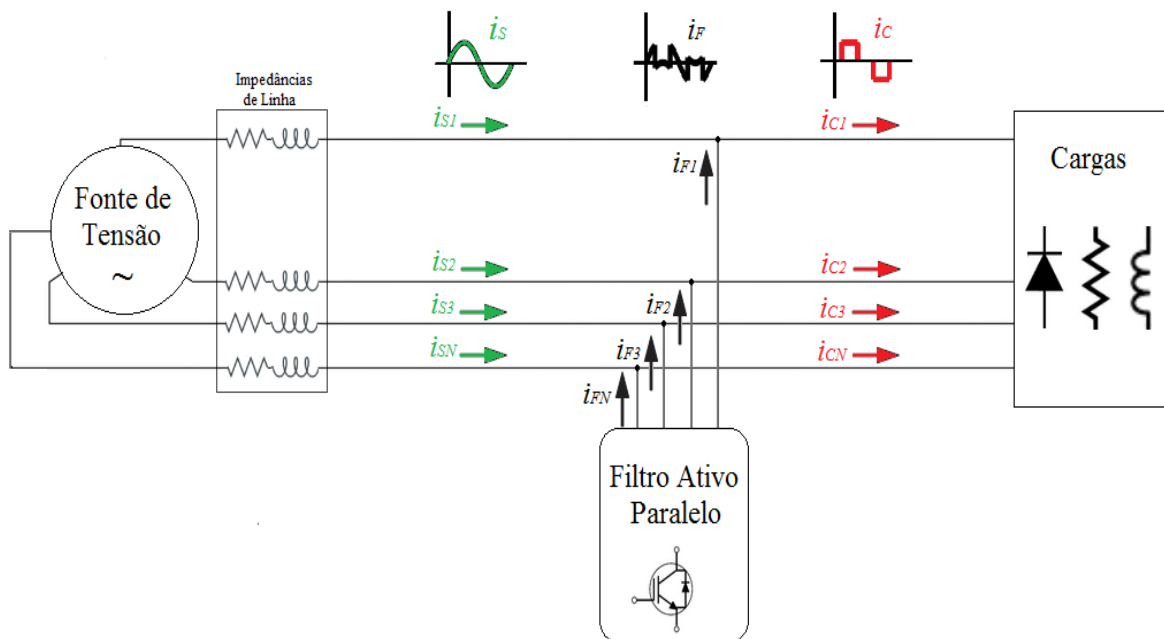 iS
iF
iC
Impedâncias
de Linha
iS1
iC1
iF1
Cargas
Fonte de
Tensão
~
iS2
iC2
iF2
iS3
iC3
iF3
iSN
iCN
iFN
Filtro Ativo
Paralelo